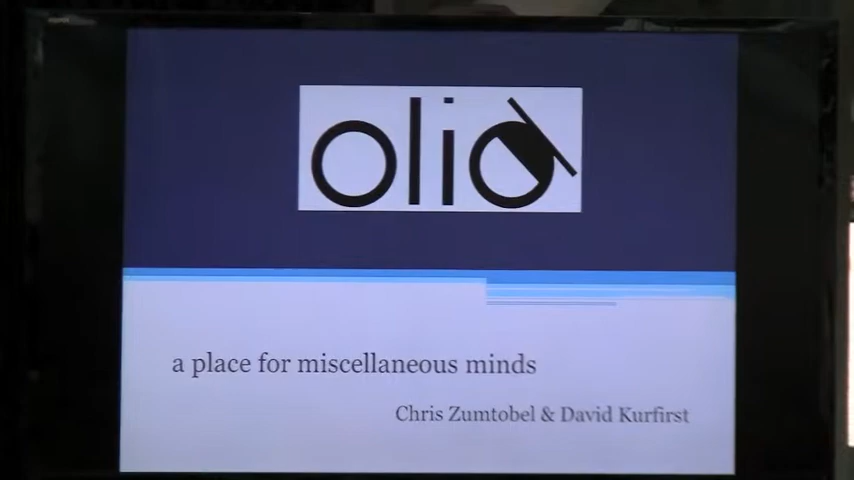 olio
a place for miscellaneous minds
Chris Zumtobel & David Kurfirst